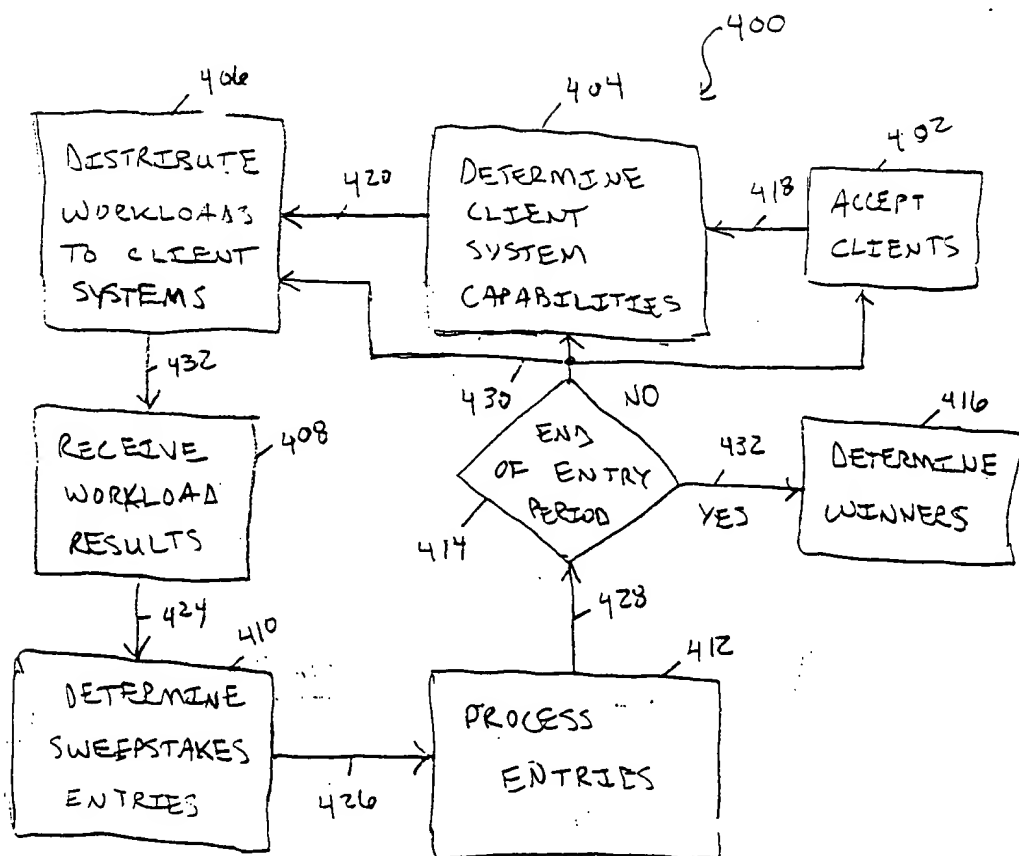 400
406
DISTRIBUTE
WORKLOADS
TO CLIENT
SYSTEMS
420
404
DETERMINE
CLIENT
SYSTEM
CAPABILITIES
418
402
ACCEPT
CLIENTS
432
430
NO
408
RECEIVE
WORKLOAD
RESULTS
END
OF ENTRY
PERIOD
414
432
YES
416
DETERMINE
WINNERS
424
410
DETERMINE
SWEEPSTAKES
ENTRIES
426
428
412
PROCESS
ENTRIES